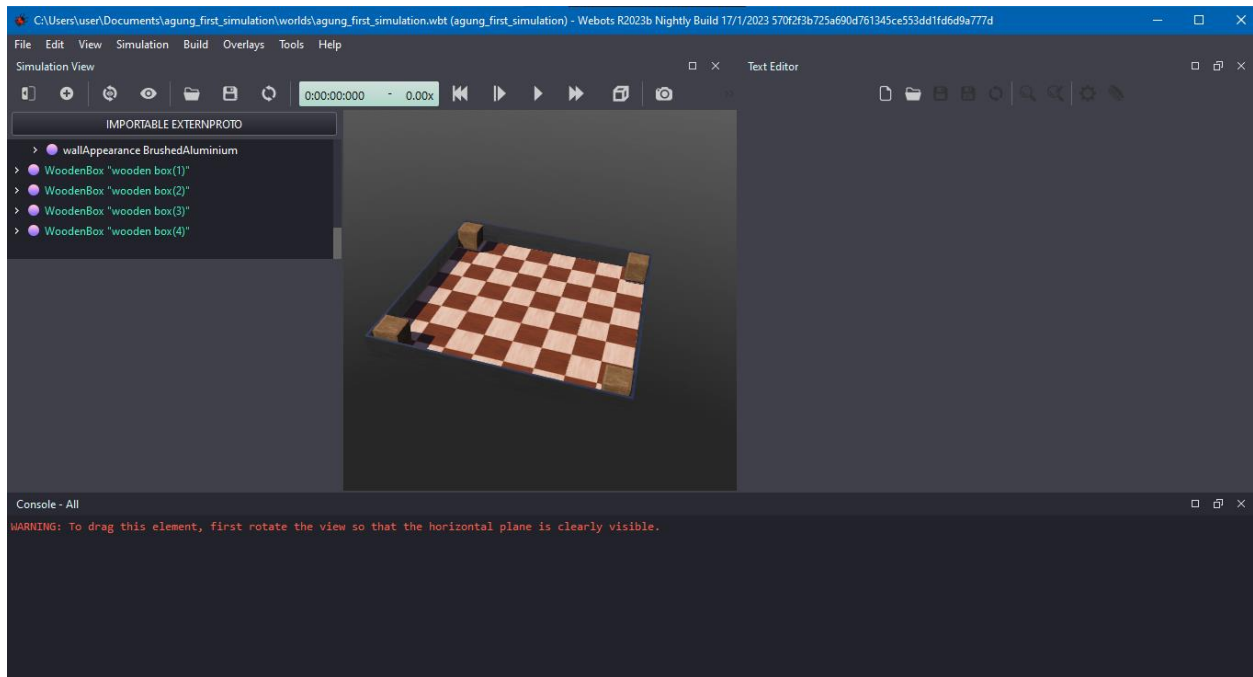 C:\Users\user\Documents\agung_first_simulation\worlds\agung_first_simulation.wbt (agung_first_simulation) - Webots R2023b Nightly Build 17/1/2023 570f2f3b725a690d761345ce553dd1fd6d9a777d
File Edit View Simulation Build Overlays Tools Help
Simulation View
Text Editor
0:00:00:000 - 0.00x
IMPORTABLE EXTERNPROTO
wallAppearance BrushedAluminium
WoodenBox "wooden box(1)"
WoodenBox "wooden box(2)"
WoodenBox "wooden box(3)"
WoodenBox "wooden box(4)"
Console - All
WARNING: To drag this element, first rotate the view so that the horizontal plane is clearly visible.